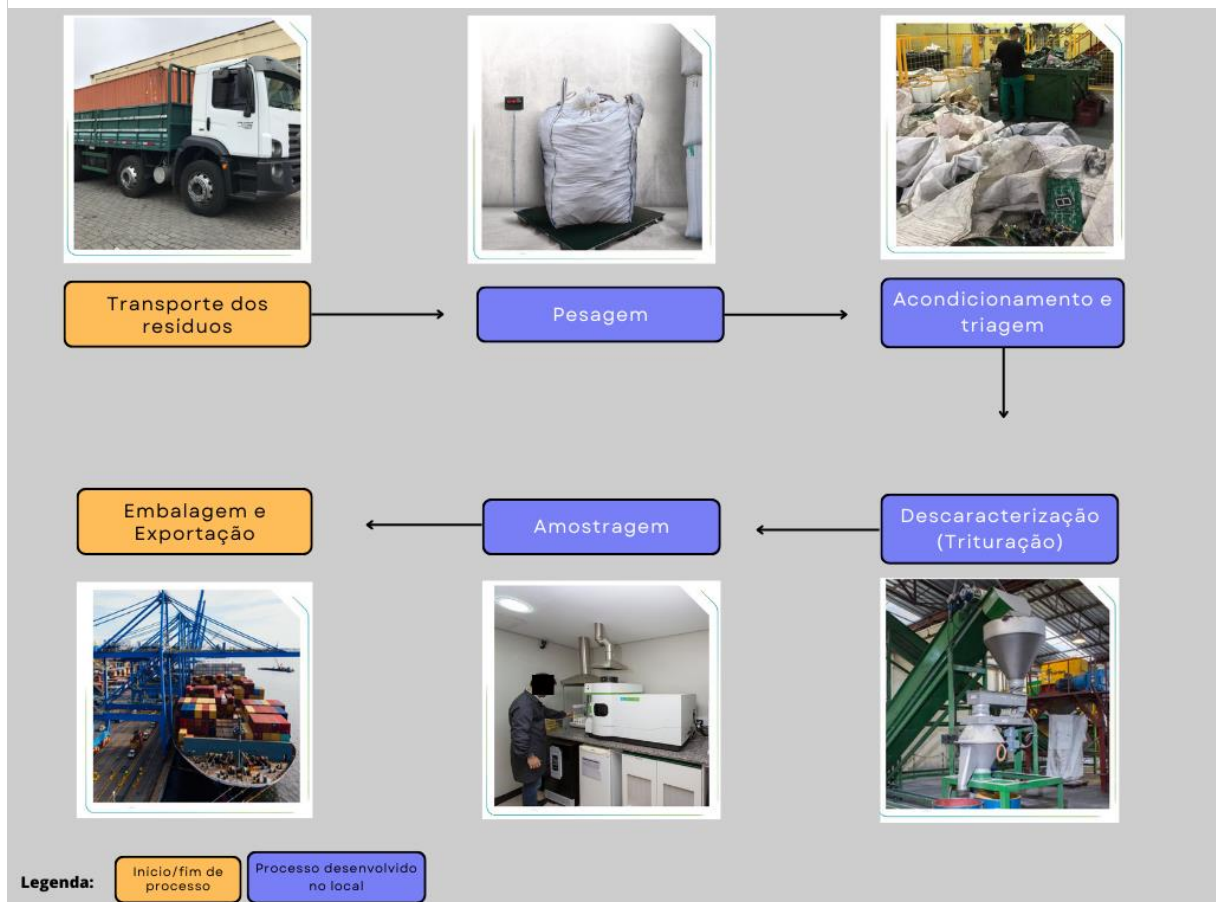 Transporte dos
resíduos
Pesagem
Acondicionamento e
triagem
Descaracterização
(Trituração)
Amostragem
Embalagem e
Exportação
Legenda:
Inicio/fim de
processo
Processo desenvolvido
no local